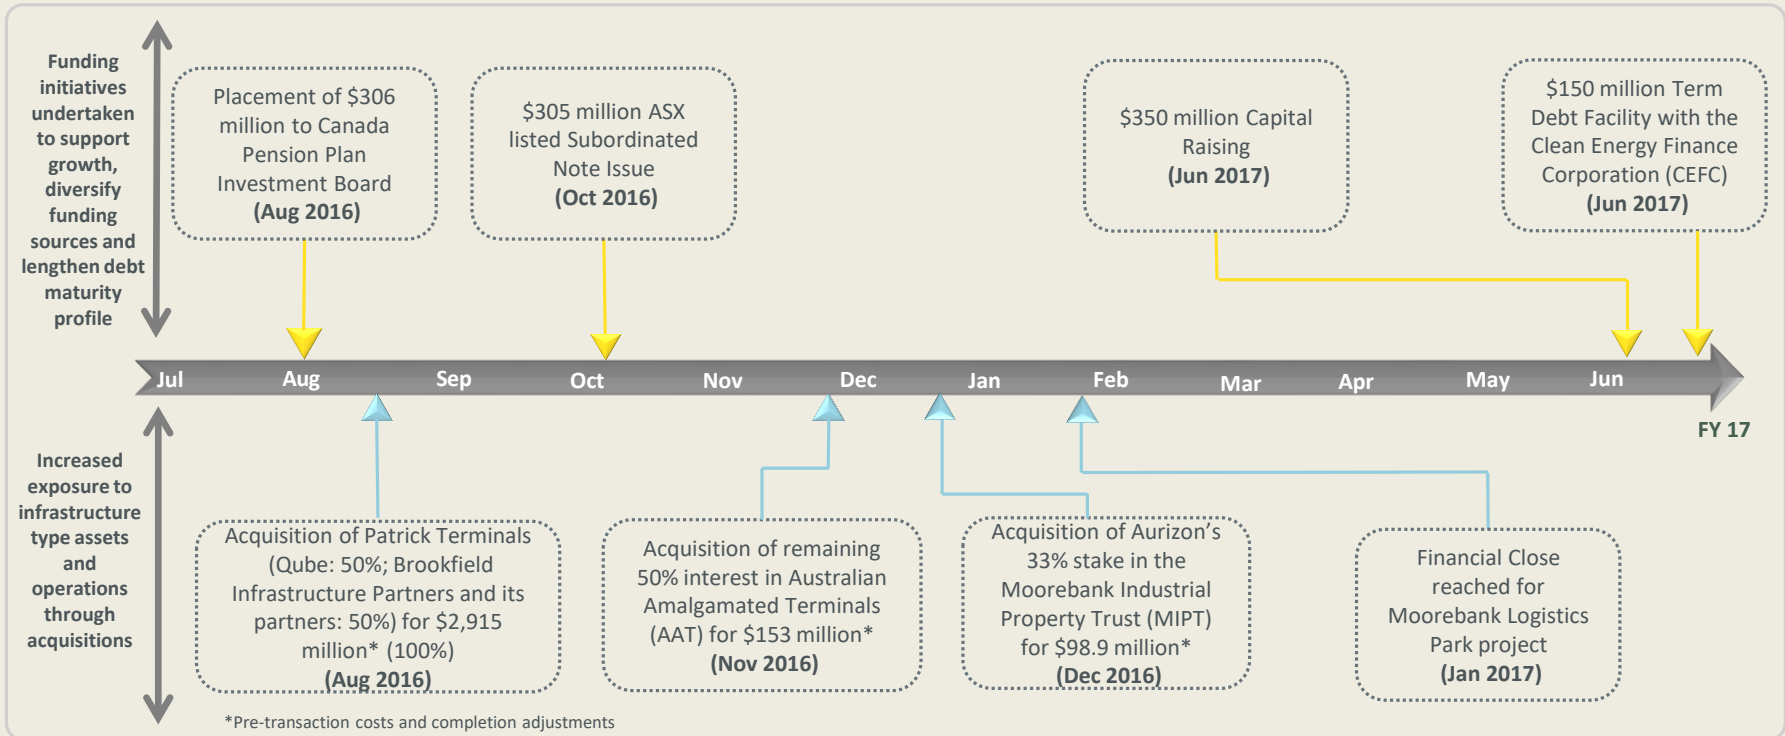 Funding
initiatives
undertaken
to support
growth,
diversify
funding
sources and
lengthen debt
maturity
profile
Placement of $306
million to Canada
Pension Plan
Investment Board
(Aug 2016)
$305 million ASX
listed Subordinated
Note Issue
(Oct 2016)
$350 million Capital
Raising
(Jun 2017)
$150 million Term
Debt Facility with the
Clean Energy Finance
Corporation (CEFC)
(Jun 2017)
Jul Aug Sep Oct Nov Dec Jan Feb Mar Apr May Jun
FY 17
Increased
exposure to
infrastructure
type assets
and
operations
through
acquisitions
Acquisition of Patrick Terminals
(Qube: 50%; Brookfield
Infrastructure Partners and its
partners: 50%) for $2,915
million* (100%)
(Aug 2016)
Acquisition of remaining
50% interest in Australian
Amalgamated Terminals
(AAT) for $153 million*
(Nov 2016)
Acquisition of Aurizon’s
33% stake in the
Moorebank Industrial
Property Trust (MIPT)
for $98.9 million*
(Dec 2016)
Financial Close
reached for
Moorebank Logistics
Park project
(Jan 2017)
*Pre-transaction costs and completion adjustments